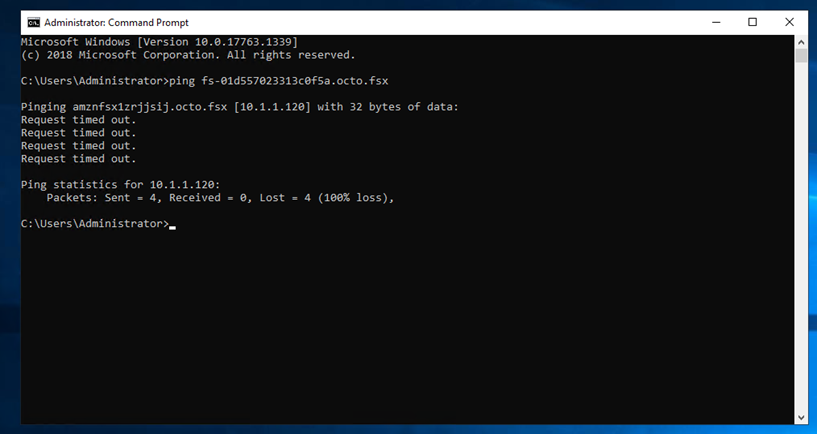 Administrator: Command Prompt
Microsoft Windows [Version 10.0.17763.1339]
(c) 2018 Microsoft Corporation. All rights reserved.
C:\Users\Administrator>ping fs-01d557023313c0f5a.octo.fsx
Pinging amznfsx1zrjjsij.octo.fsx [10.1.1.120] with 32 bytes of data:
Request timed out.
Request timed out.
Request timed out.
Request timed out.
Ping statistics for 10.1.1.120:
    Packets: Sent = 4, Received = 0, Lost = 4 (100% loss),
C:\Users\Administrator>